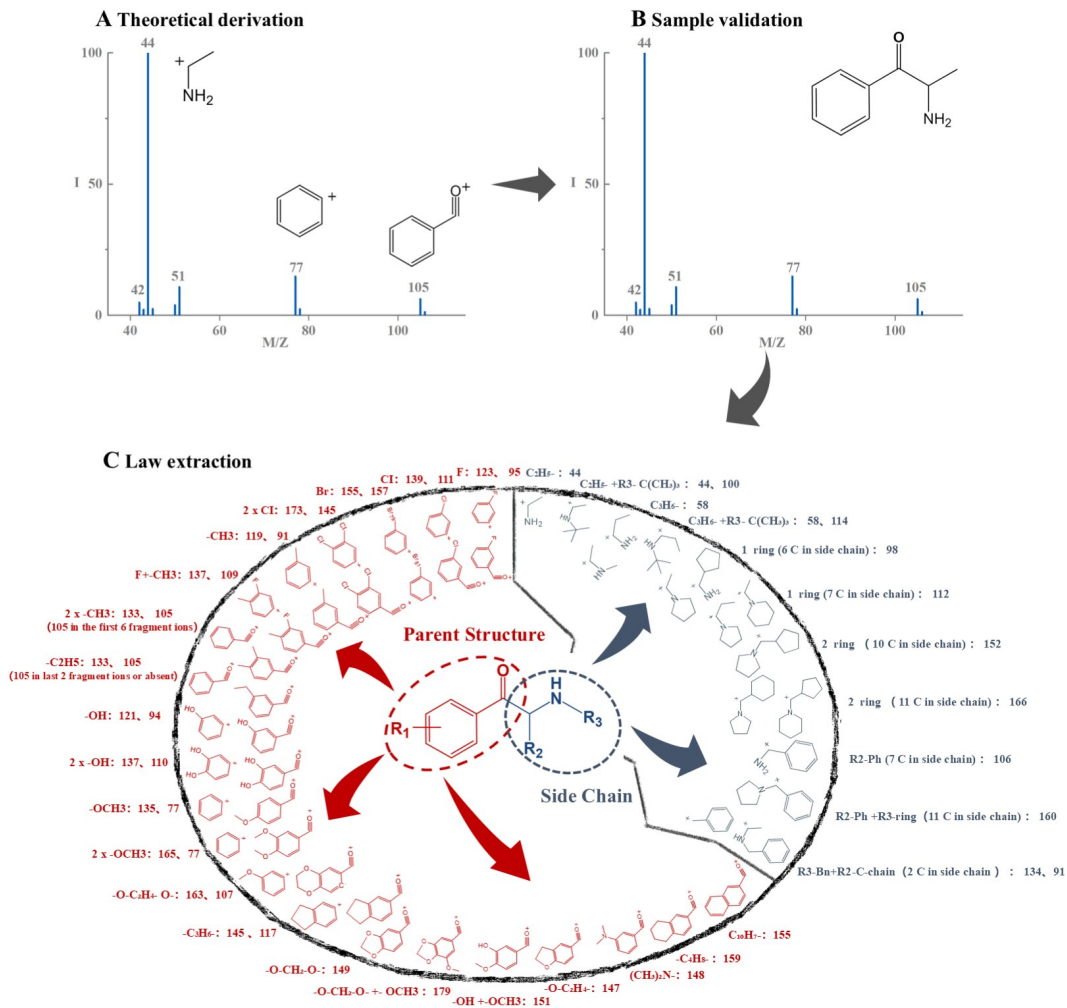 A Theoretical derivation
B Sample validation
44
44
100
100
+
NH2
O
NH2
I
50
I
50
+
O+
42
51
77
105
42
51
77
105
0
0
40
60
80
100
40
60
80
100
M/Z
M/Z
C Law extraction
F: 123、 95
CI: 139、 111
Br: 155、 157
2 x CI: 173、 145
-CH3: 119、 91
F+-CH3: 137、 109
2 x -CH3: 133、 105
(105 in the first 6 fragment ions)
-C2H5: 133、 105
(105 in last 2 fragment ions or absent)
-OH: 121、 94
2 x -OH: 137、 110
-OCH3: 135、 77
2 x -OCH3: 165、 77
-O-C2H4- O-: 163、 107
-C3H6-: 145 、 117
-O-CH2-O-: 149
-O-CH2-O- +- OCH3: 179
-OH +-OCH3: 151
-O-C2H4-: 147
(CH3)2N-: 148
-C4H8-: 159
C10H7-: 155
C2H5-: 44
C2H5- +R3- C(CH3)3: 44、100
C3H6-: 58
C3H6- +R3- C(CH3)3: 58、114
1 ring (6 C in side chain): 98
1 ring (7 C in side chain): 112
2 ring (10 C in side chain): 152
2 ring (11 C in side chain): 166
R2-Ph (7 C in side chain): 106
R2-Ph +R3-ring (11 C in side chain): 160
R3-Bn+R2-C-chain (2 C in side chain ): 134、91
Parent Structure
O
H
N
R1
R2
R3
Side Chain